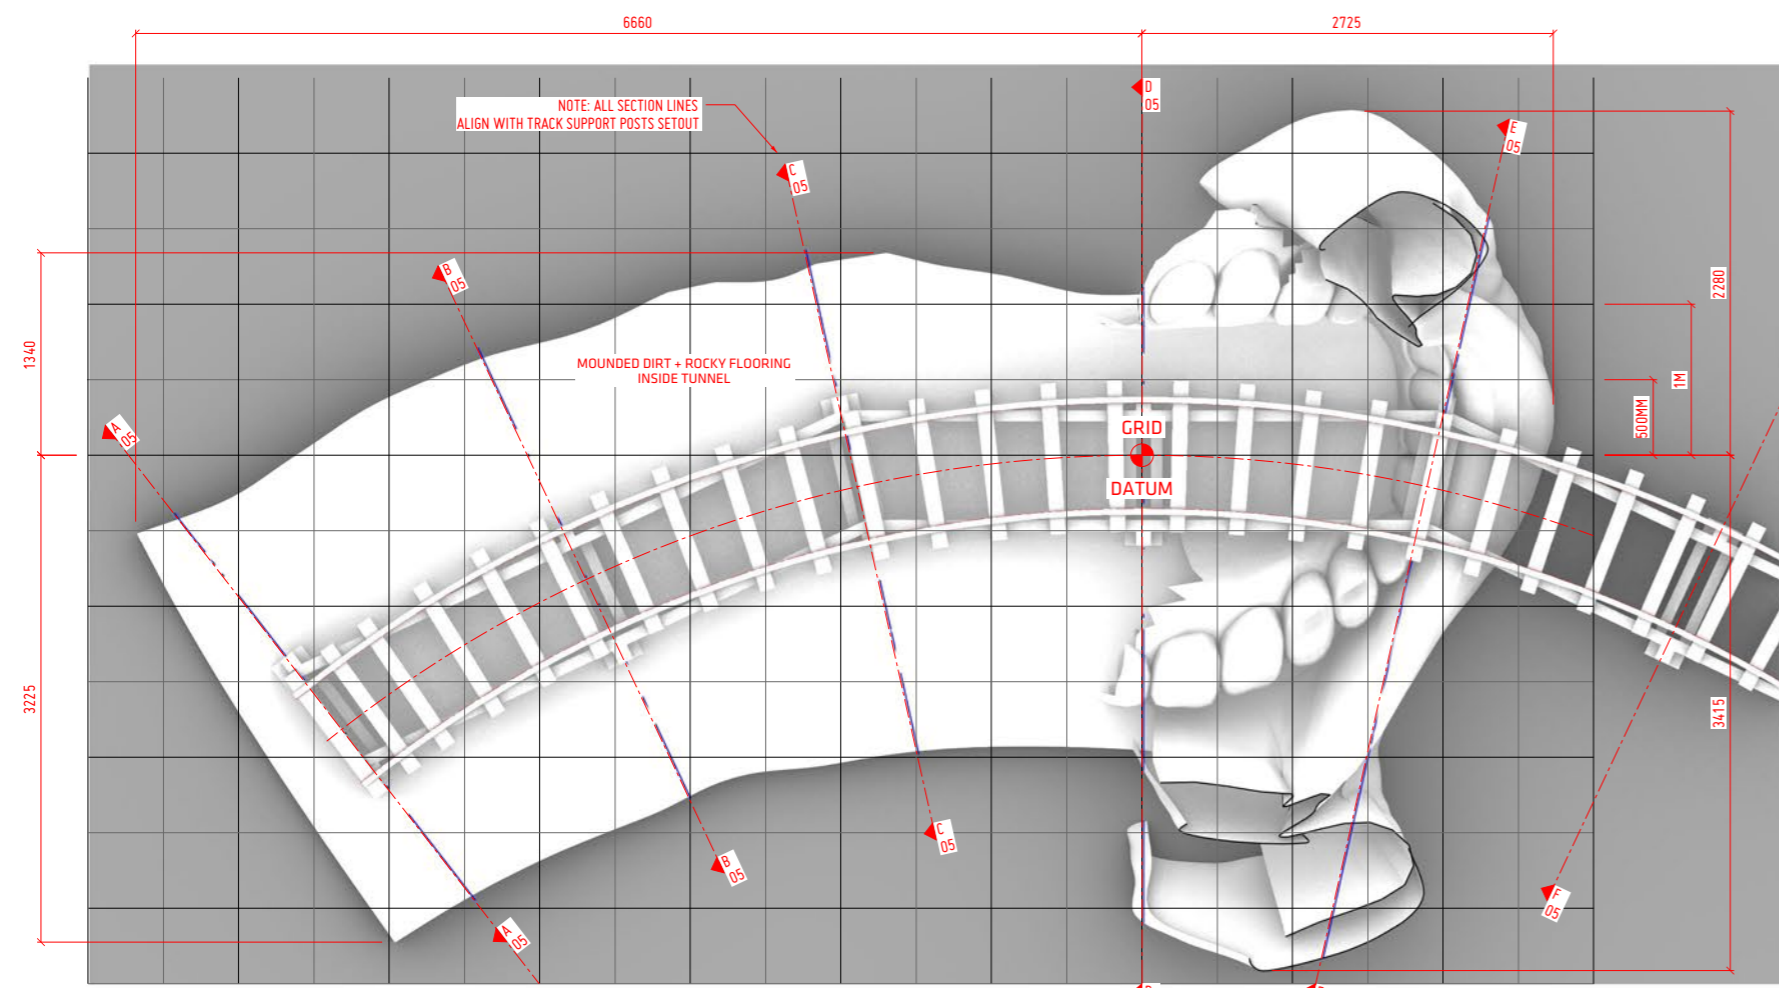 6660
2725
D
05
NOTE: ALL SECTION LINES
ALIGN WITH TRACK SUPPORT POSTS SETOUT
E
05
C
05
B
05
2280
1340
MOUNDED DIRT + ROCKY FLOORING
INSIDE TUNNEL
1M
500MM
A
05
GRID
DATUM
3225
3415
C
05
B
05
F
05
A
05